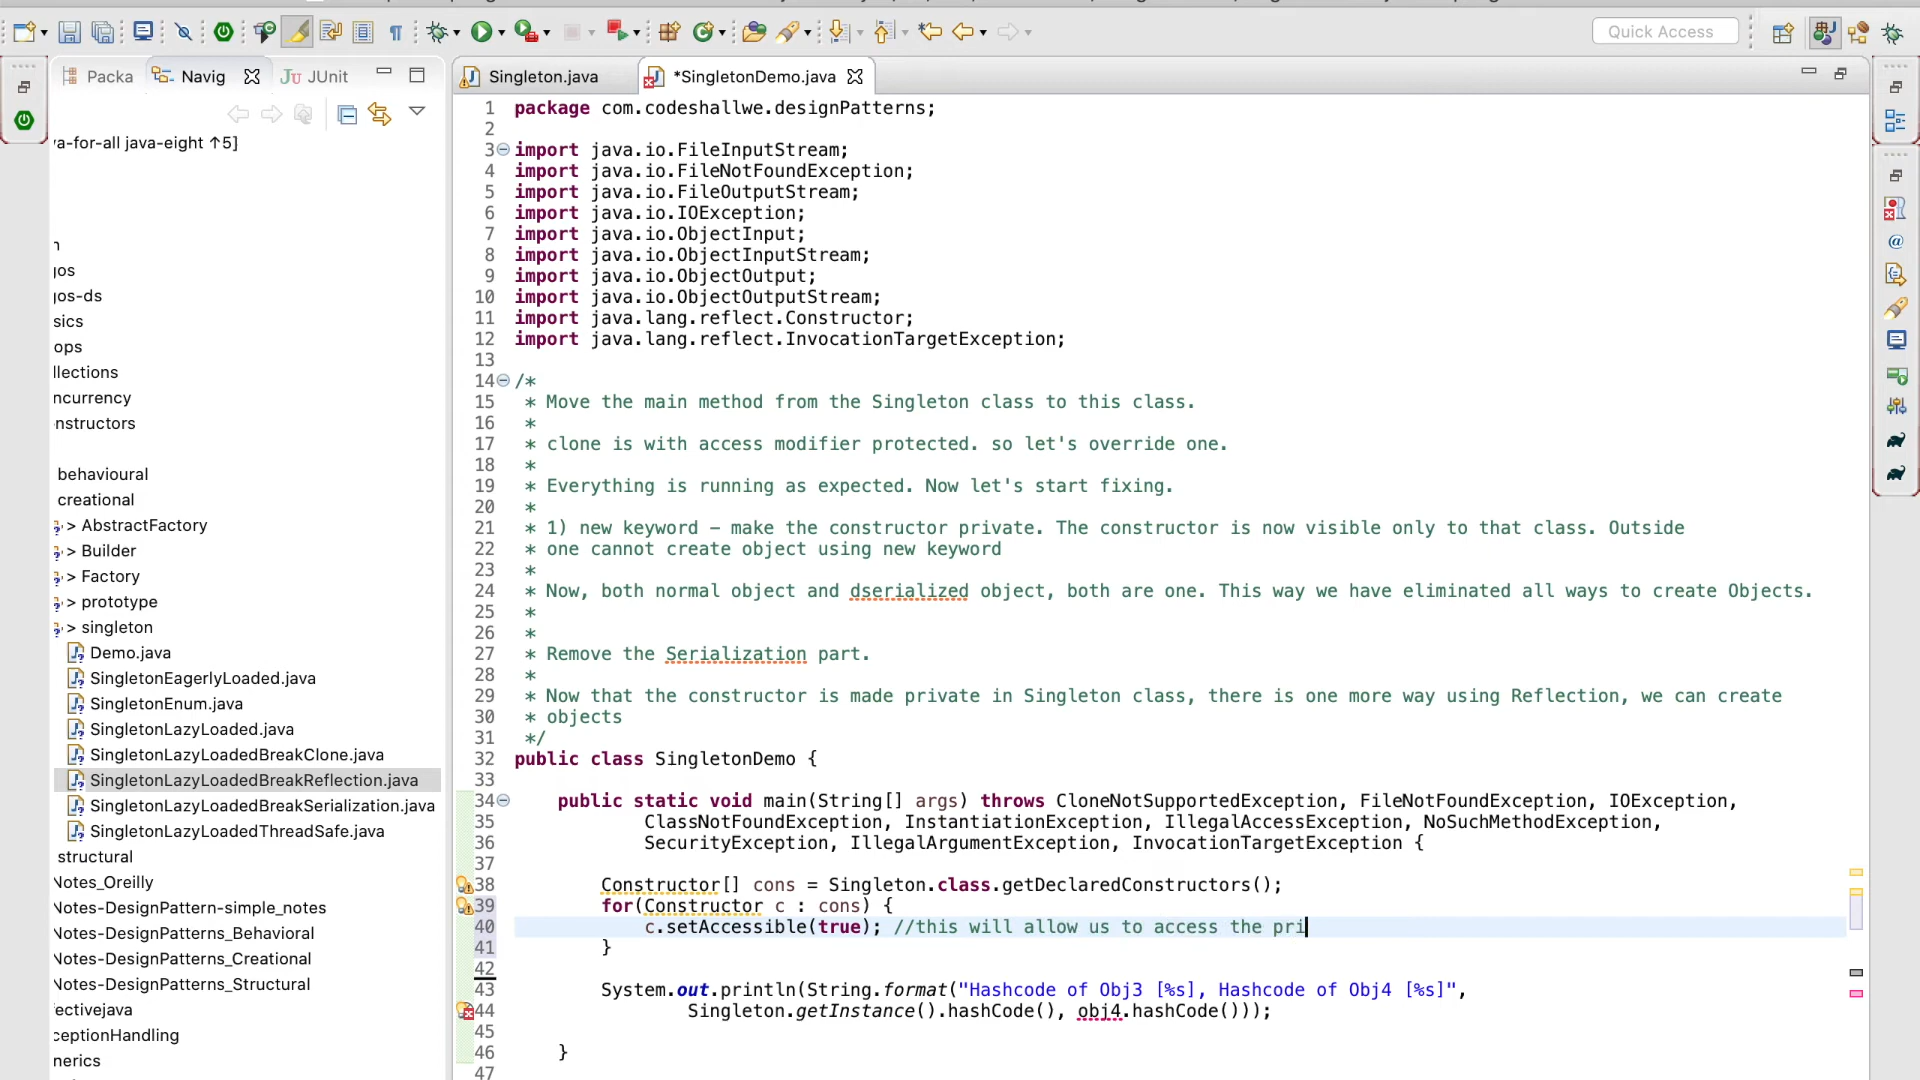 Quick Access
Packa
Navig
JUnit
Singleton.java
*SingletonDemo.java
va-for-all java-eight ↑5]
gos
gos-ds
sics
ops
llections
ncurrency
nstructors
behavioural
creational
> AbstractFactory
> Builder
> Factory
> prototype
> singleton
Demo.java
SingletonEagerlyLoaded.java
SingletonEnum.java
SingletonLazyLoaded.java
SingletonLazyLoadedBreakClone.java
SingletonLazyLoadedBreakReflection.java
SingletonLazyLoadedBreakSerialization.java
SingletonLazyLoadedThreadSafe.java
structural
Notes_Oreilly
Notes-DesignPattern-simple_notes
Notes-DesignPatterns_Behavioral
Notes-DesignPatterns_Creational
Notes-DesignPatterns_Structural
fectivejava
ceptionHandling
nerics
1 package com.codeshallwe.designPatterns;
2
3 import java.io.FileInputStream;
4 import java.io.FileNotFoundException;
5 import java.io.FileOutputStream;
6 import java.io.IOException;
7 import java.io.ObjectInput;
8 import java.io.ObjectInputStream;
9 import java.io.ObjectOutput;
10 import java.io.ObjectOutputStream;
11 import java.lang.reflect.Constructor;
12 import java.lang.reflect.InvocationTargetException;
13
14 /*
15 * Move the main method from the Singleton class to this class.
16 *
17 * clone is with access modifier protected. so let's override one.
18 *
19 * Everything is running as expected. Now let's start fixing.
20 *
21 * 1) new keyword – make the constructor private. The constructor is now visible only to that class. Outside
22 * one cannot create object using new keyword
23 *
24 * Now, both normal object and dserialized object, both are one. This way we have eliminated all ways to create Objects.
25 *
26 *
27 * Remove the Serialization part.
28 *
29 * Now that the constructor is made private in Singleton class, there is one more way using Reflection, we can create
30 * objects
31 */
32 public class SingletonDemo {
33
34 public static void main(String[] args) throws CloneNotSupportedException, FileNotFoundException, IOException,
35 ClassNotFoundException, InstantiationException, IllegalAccessException, NoSuchMethodException,
36 SecurityException, IllegalArgumentException, InvocationTargetException {
37
38 Constructor[] cons = Singleton.class.getDeclaredConstructors();
39 for(Constructor c : cons) {
40 c.setAccessible(true); //this will allow us to access the pri
41 }
42
43 System.out.println(String.format("Hashcode of Obj3 [%s], Hashcode of Obj4 [%s]",
44 Singleton.getInstance().hashCode(), obj4.hashCode()));
45
46 }
47